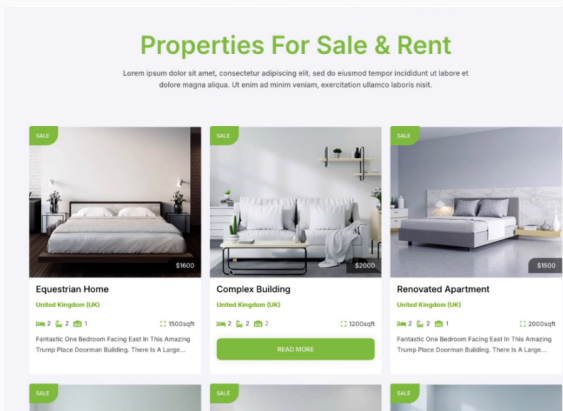 Properties For Sale & Rent
Lorem ipsum dolor sit amet, consectetur adipiscing elit, sed do eiusmod tempor incididunt ut labore et
dolore magna aliqua. Ut enim ad minim veniam, exercitation ullamco laboris nisit.
SALE
$1600
Equestrian Home
United Kingdom (UK)
2 2 1 1500sqft
Fantastic One Bedroom Facing East In This Amazing
Trump Place Doorman Building. There Is A Large...
SALE
$2000
Complex Building
United Kingdom (UK)
2 2 2 1200sqft
READ MORE
SALE
$1500
Renovated Apartment
United Kingdom (UK)
2 2 1 2000sqft
Fantastic One Bedroom Facing East In This Amazing
Trump Place Doorman Building. There Is A Large...
SALE
SALE
SALE